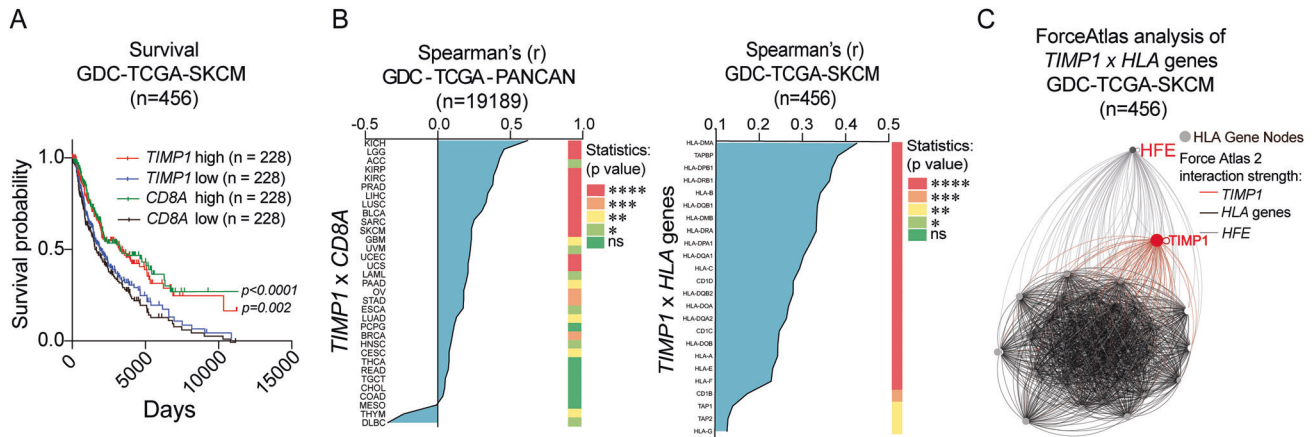 A
Survival
GDC-TCGA-SKCM
(n=456)
Survival probability
1.0
0.5
0.0
TIMP1 high (n = 228)
TIMP1 low (n = 228)
CD8A high (n = 228)
CD8A low (n = 228)
p<0.0001
p=0.002
0
5000
10000
15000
Days
B
Spearman's (r)
GDC-TCGA-PANCAN
(n=19189)
-0.5 0.0 0.5 1.0
TIMP1 x CD8A
KICH
LGG
ACC
KIRP
KIRC
PRAD
LIHC
LUSC
BLCA
SARC
SKCM
GBM
UVM
UCEC
UCS
LAML
PAAD
OV
STAD
ESCA
LUAD
PCPG
BRCA
HNSC
CESC
THCA
READ
TGCT
CHOL
COAD
MESO
THYM
DLBC
Statistics:
(p value)
****
***
**
*
ns
Spearman's (r)
GDC-TCGA-SKCM
(n=456)
0.1 0.2 0.3 0.4 0.5
TIMP1 x HLA genes
HLA-DMA
TAPBP
HLA-DPB1
HLA-DRB1
HLA-B
HLA-DQB1
HLA-DMB
HLA-DRA
HLA-DPA1
HLA-DQA1
HLA-C
CD1D
HLA-DQB2
HLA-DOA
HLA-DQA2
CD1C
HLA-DOB
HLA-A
HLA-E
HLA-F
CD1B
TAP1
TAP2
HLA-G
Statistics:
(p value)
****
***
**
*
ns
C
ForceAtlas analysis of
TIMP1 x HLA genes
GDC-TCGA-SKCM
(n=456)
HLA Gene Nodes
Force Atlas 2
interaction strength:
TIMP1
HLA genes
HFE
HFE
TIMP1